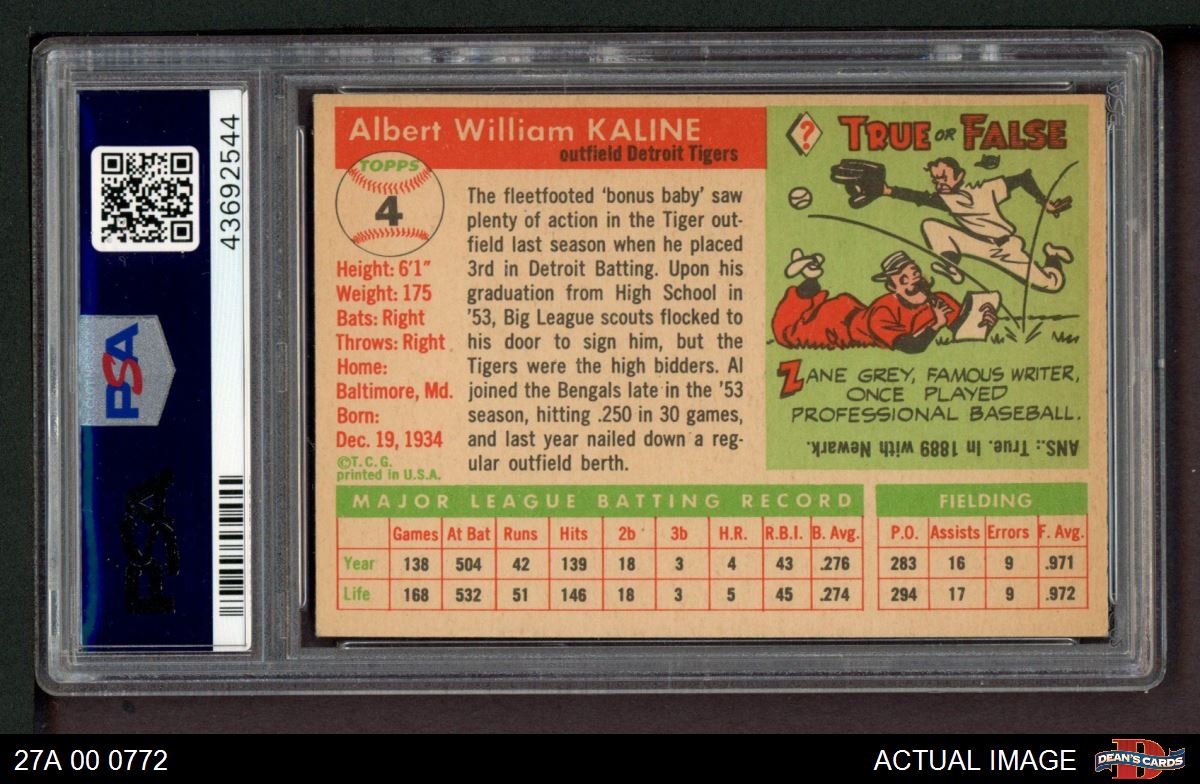 43692544
PSA
PSA
Albert William KALINE
outfield Detroit Tigers
TOPPS
4
Height: 6'1"
Weight: 175
Bats: Right
Throws: Right
Home:
Baltimore, Md.
Born:
Dec. 19, 1934
©T.C.G.
printed in U.S.A.
The fleetfooted 'bonus baby' saw
plenty of action in the Tiger out-
field last season when he placed
3rd in Detroit Batting. Upon his
graduation from High School in
'53, Big League scouts flocked to
his door to sign him, but the
Tigers were the high bidders. Al
joined the Bengals late in the '53
season, hitting .250 in 30 games,
and last year nailed down a reg-
ular outfield berth.
? TRUE OR FALSE
ZANE GREY, FAMOUS WRITER,
ONCE PLAYED
PROFESSIONAL BASEBALL.
ANS.: True. In 1889 with Newark.
MAJOR LEAGUE BATTING RECORD
Games At Bat Runs Hits 2b 3b H.R. R.B.I. B. Avg.
Year 138 504 42 139 18 3 4 43 .276
Life 168 532 51 146 18 3 5 45 .274
FIELDING
P.O. Assists Errors F. Avg.
283 16 9 .971
294 17 9 .972
27A 00 0772
ACTUAL IMAGE
DEAN'S CARDS